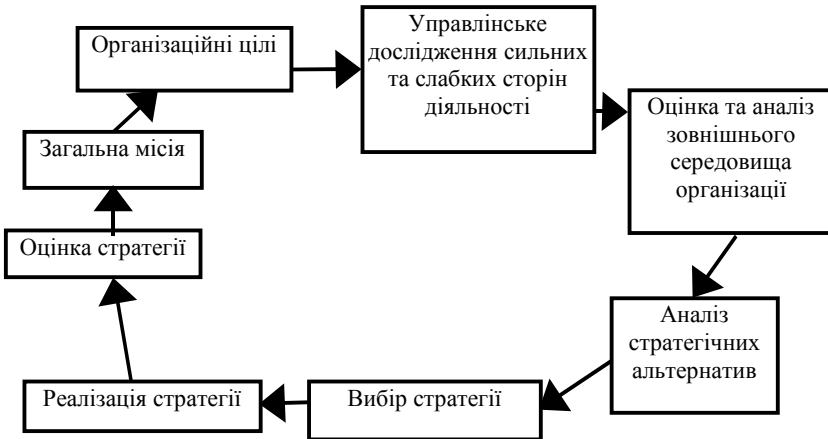 Організаційні цілі
Управлінське
дослідження сильних
та слабких сторін
діяльності
Оцінка та аналіз
зовнішнього
середовища
організації
Загальна місія
Оцінка стратегії
Аналіз
стратегічних
альтернатив
Реалізація стратегії
Вибір стратегії